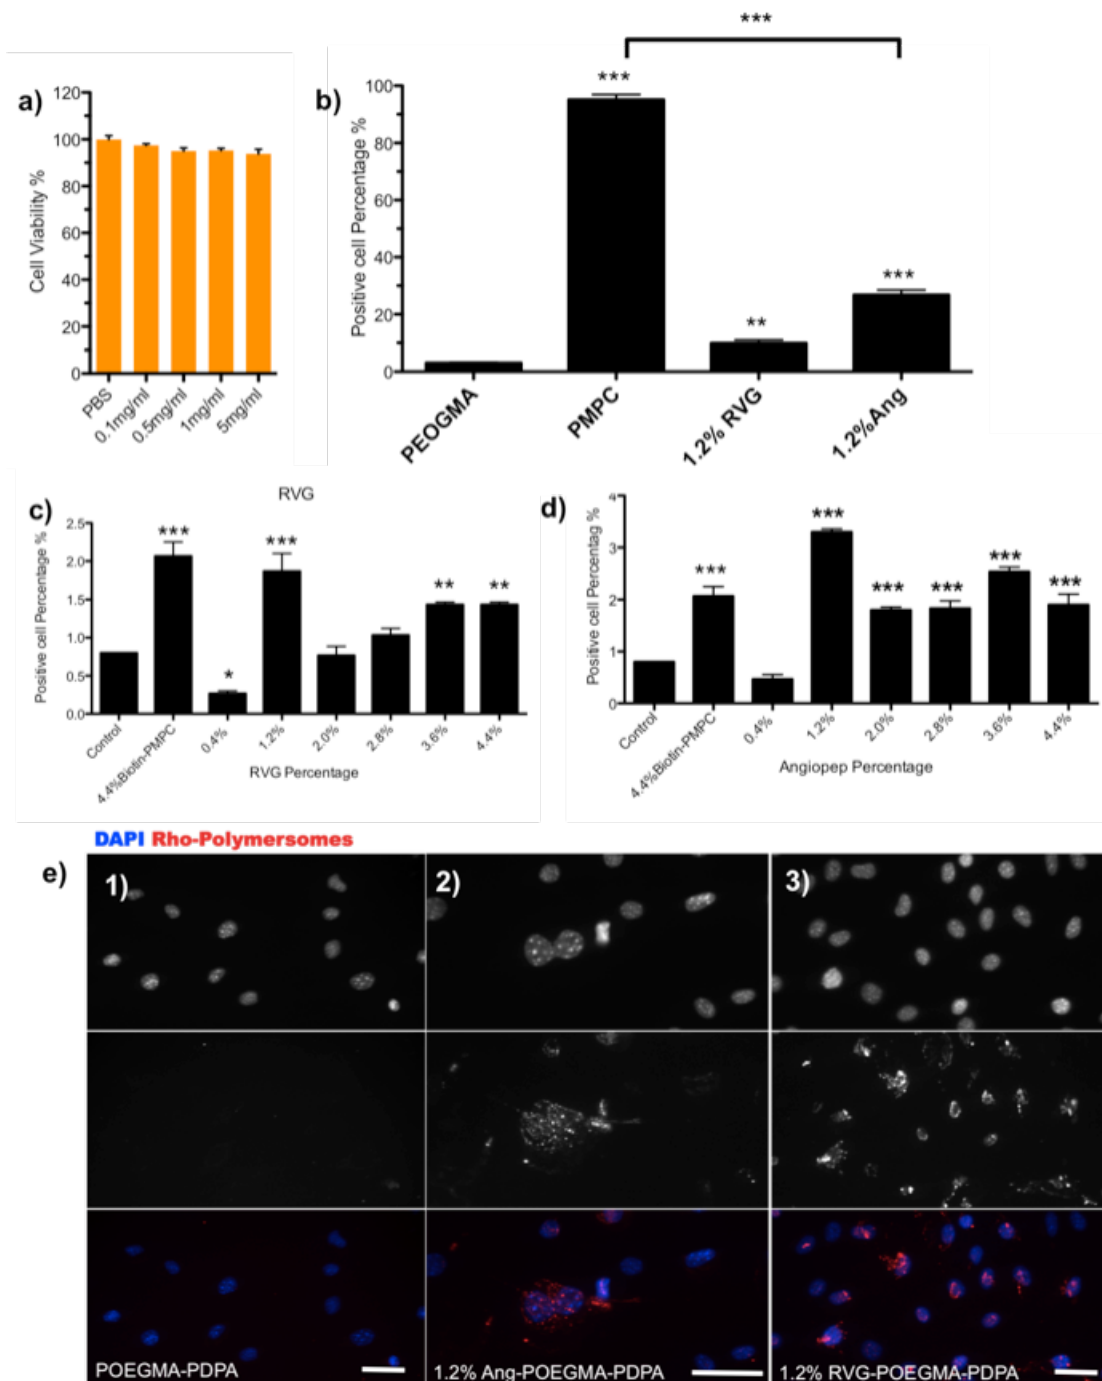 ***
a)
Cell Viability %
120
100
80
60
40
20
0
PBS
0.1mg/ml
0.5mg/ml
1mg/ml
5mg/ml
b)
Positive cell Percentage %
100
80
60
40
20
0
***
**
***
PEOGMA
PMPC
1.2% RVG
1.2%Ang
RVG
c)
Positive cell Percentage %
2.5
2.0
1.5
1.0
0.5
0.0
***
*
***
**
**
Control
4.4%Biotin-PMPC
0.4%
1.2%
2.0%
2.8%
3.6%
4.4%
RVG Percentage
d)
Positive cell Percentag %
4
3
2
1
0
***
***
***
***
***
***
Control
4.4%Biotin-PMPC
0.4%
1.2%
2.0%
2.8%
3.6%
4.4%
Angiopep Percentage
DAPI Rho-Polymersomes
e)
1)
2)
3)
POEGMA-PDPA
1.2% Ang-POEGMA-PDPA
1.2% RVG-POEGMA-PDPA